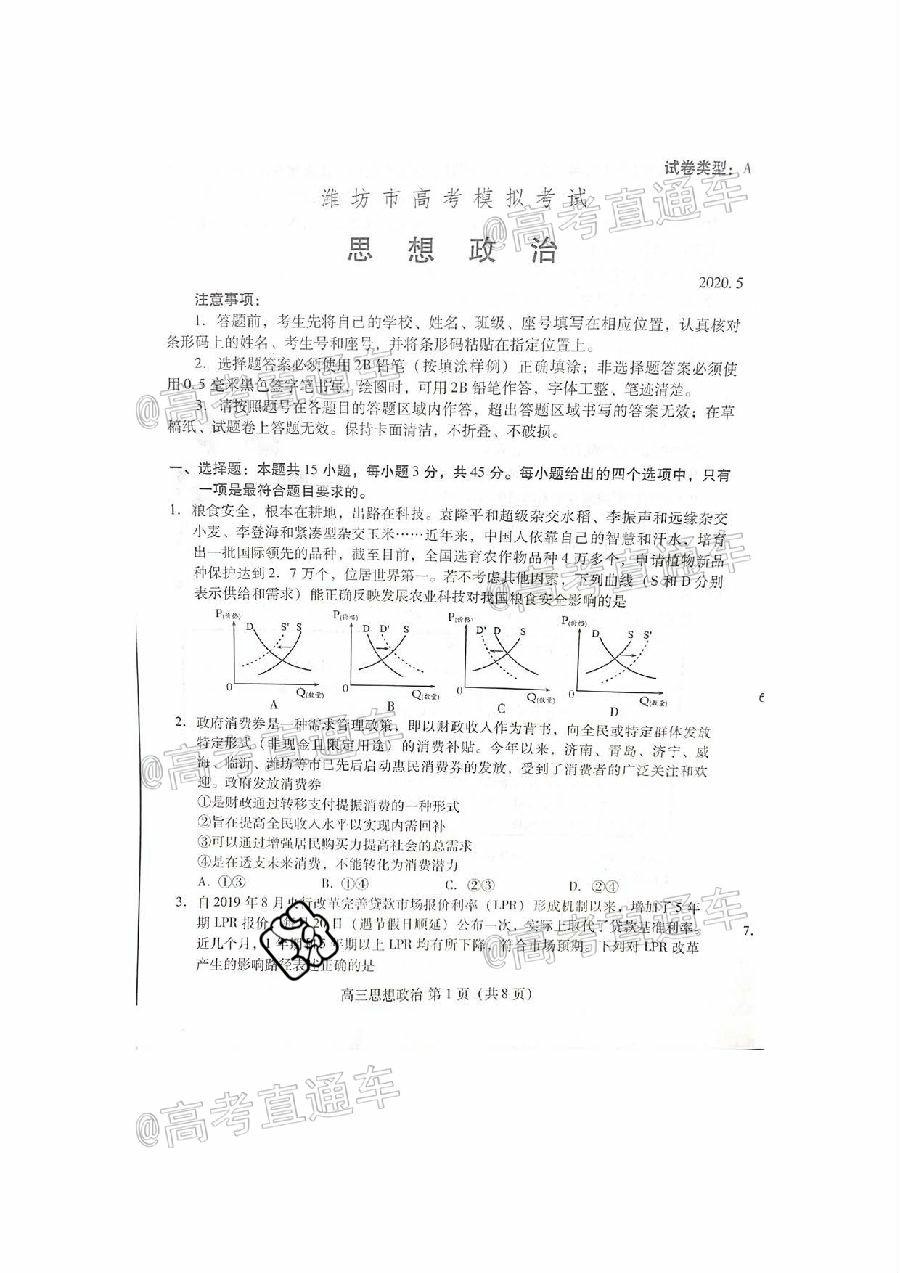 试卷类型：A
潍坊市高考模拟考试
思 想 政 治
2020.5
注意事项：
1．答题前，考生先将自己的学校、姓名、班级、座号填写在相应位置，认真核对
条形码上的姓名、考生号和座号，并将条形码粘贴在指定位置上。
2．选择题答案必须使用2B铅笔（按填涂样例）正确填涂；非选择题答案必须使
用0.5毫米黑色签字笔书写，绘图时，可用2B铅笔作答，字体工整、笔迹清楚。
3．请按照题号在各题目的答题区域内作答，超出答题区域书写的答案无效；在草
稿纸、试题卷上答题无效。保持卡面清洁，不折叠、不破损。
一、选择题：本题共15小题，每小题3分，共45分。每小题给出的四个选项中，只有
一项是最符合题目要求的。
1．粮食安全，根本在耕地，出路在科技。袁隆平和超级杂交水稻、李振声和远缘杂交
小麦、李登海和紧凑型杂交玉米……近年来，中国人依靠自己的智慧和汗水，培育
出一批国际领先的品种，截至目前，全国选育农作物品种4万多个，申请植物新品
种保护达到2．7万个，位居世界第一。若不考虑其他因素，下列曲线（S和D分别
表示供给和需求）能正确反映发展农业科技对我国粮食安全影响的是
P(价格) D S' S 0 Q(数量) A
P(价格) D D' S 0 Q(数量) B
P(价格) D' D S 0 Q(数量) C
P(价格) D S S' 0 Q(数量) D
2．政府消费券是一种需求管理政策，即以财政收入作为背书，向全民或特定群体发放
特定形式（非现金且限定用途）的消费补贴。今年以来，济南、青岛、济宁、威
海、临沂、潍坊等市已先后启动惠民消费券的发放，受到了消费者的广泛关注和欢
迎。政府发放消费券
①是财政通过转移支付提振消费的一种形式
②旨在提高全民收入水平以实现内需回补
③可以通过增强居民购买力提高社会的总需求
④是在透支未来消费，不能转化为消费潜力
A．①③ B．①④ C．②③ D．②④
3．自2019年8月央行改革完善贷款市场报价利率（LPR）形成机制以来，增加了5年
期LPR报价，月20日（遇节假日顺延）公布一次，实际上取代了贷款基准利率。
近几个月，1年期和5年期以上LPR均有所下降，符合市场预期。下列对LPR改革
产生的影响路径表述正确的是
高三思想政治 第1页（共8页）
6
7.
@高考直通车
@高考直通车
@高考直通车
@高考直通车
@高考直通车
@高考直通车
@高考直通车